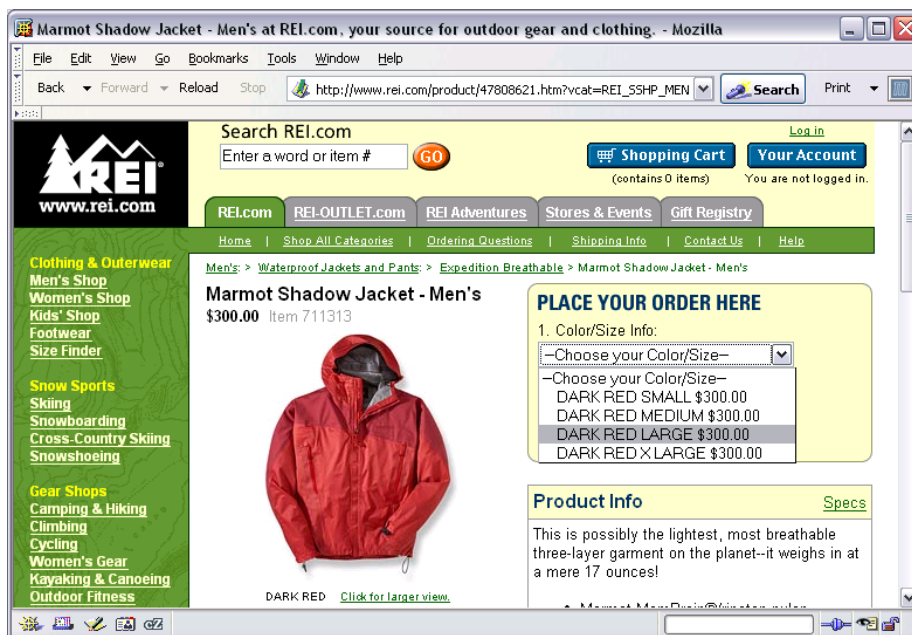 Marmot Shadow Jacket - Men's at REI.com, your source for outdoor gear and clothing. - Mozilla
File Edit View Go Bookmarks Tools Window Help
Back Forward Reload Stop http://www.rei.com/product/47808621.htm?vcat=REI_SSHP_MEN Search Print
REI®
www.rei.com
Search REI.com
Enter a word or item # GO
Log in
Shopping Cart Your Account
(contains 0 items) You are not logged in.
REI.com REI-OUTLET.com REI Adventures Stores & Events Gift Registry
Home | Shop All Categories | Ordering Questions | Shipping Info | Contact Us | Help
Clothing & Outerwear
Men's Shop
Women's Shop
Kids' Shop
Footwear
Size Finder
Snow Sports
Skiing
Snowboarding
Cross-Country Skiing
Snowshoeing
Gear Shops
Camping & Hiking
Climbing
Cycling
Women's Gear
Kayaking & Canoeing
Outdoor Fitness
Men's: > Waterproof Jackets and Pants: > Expedition Breathable > Marmot Shadow Jacket - Men's
Marmot Shadow Jacket - Men's
$300.00 Item 711313
DARK RED Click for larger view.
PLACE YOUR ORDER HERE
1. Color/Size Info:
–Choose your Color/Size–
–Choose your Color/Size–
DARK RED SMALL $300.00
DARK RED MEDIUM $300.00
DARK RED LARGE $300.00
DARK RED X LARGE $300.00
Product Info Specs
This is possibly the lightest, most breathable
three-layer garment on the planet--it weighs in at
a mere 17 ounces!